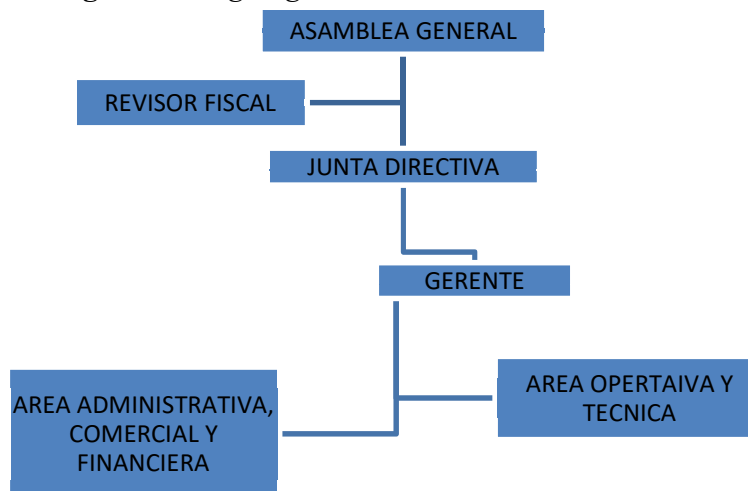 ASAMBLEA GENERAL
REVISOR FISCAL
JUNTA DIRECTIVA
GERENTE
AREA OPERTAIVA Y
TECNICA
AREA ADMINISTRATIVA,
COMERCIAL Y
FINANCIERA